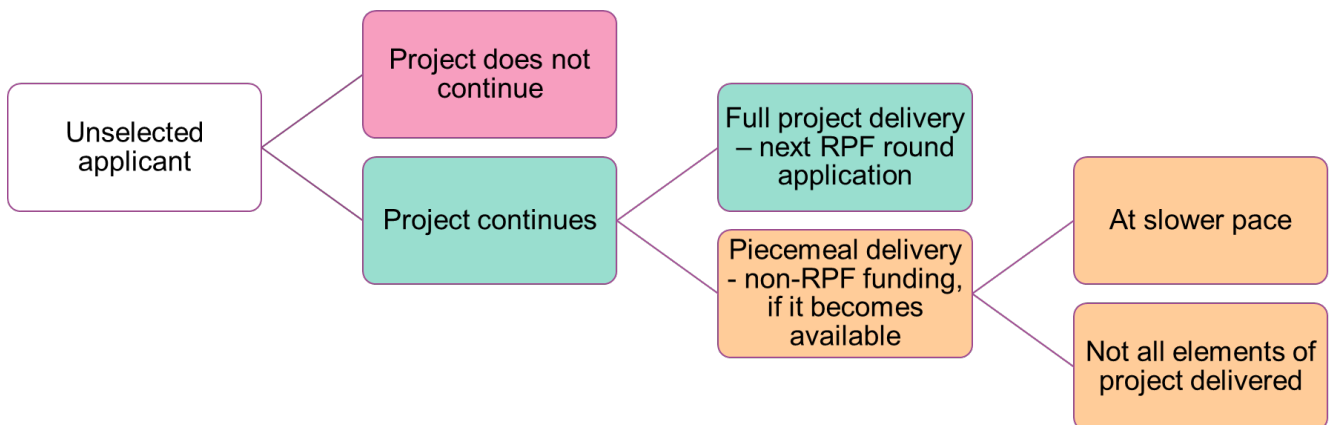 Unselected
applicant
Project does not
continue
Project continues
Full project delivery
– next RPF round
application
Piecemeal delivery
- non-RPF funding,
if it becomes
available
At slower pace
Not all elements of
project delivered